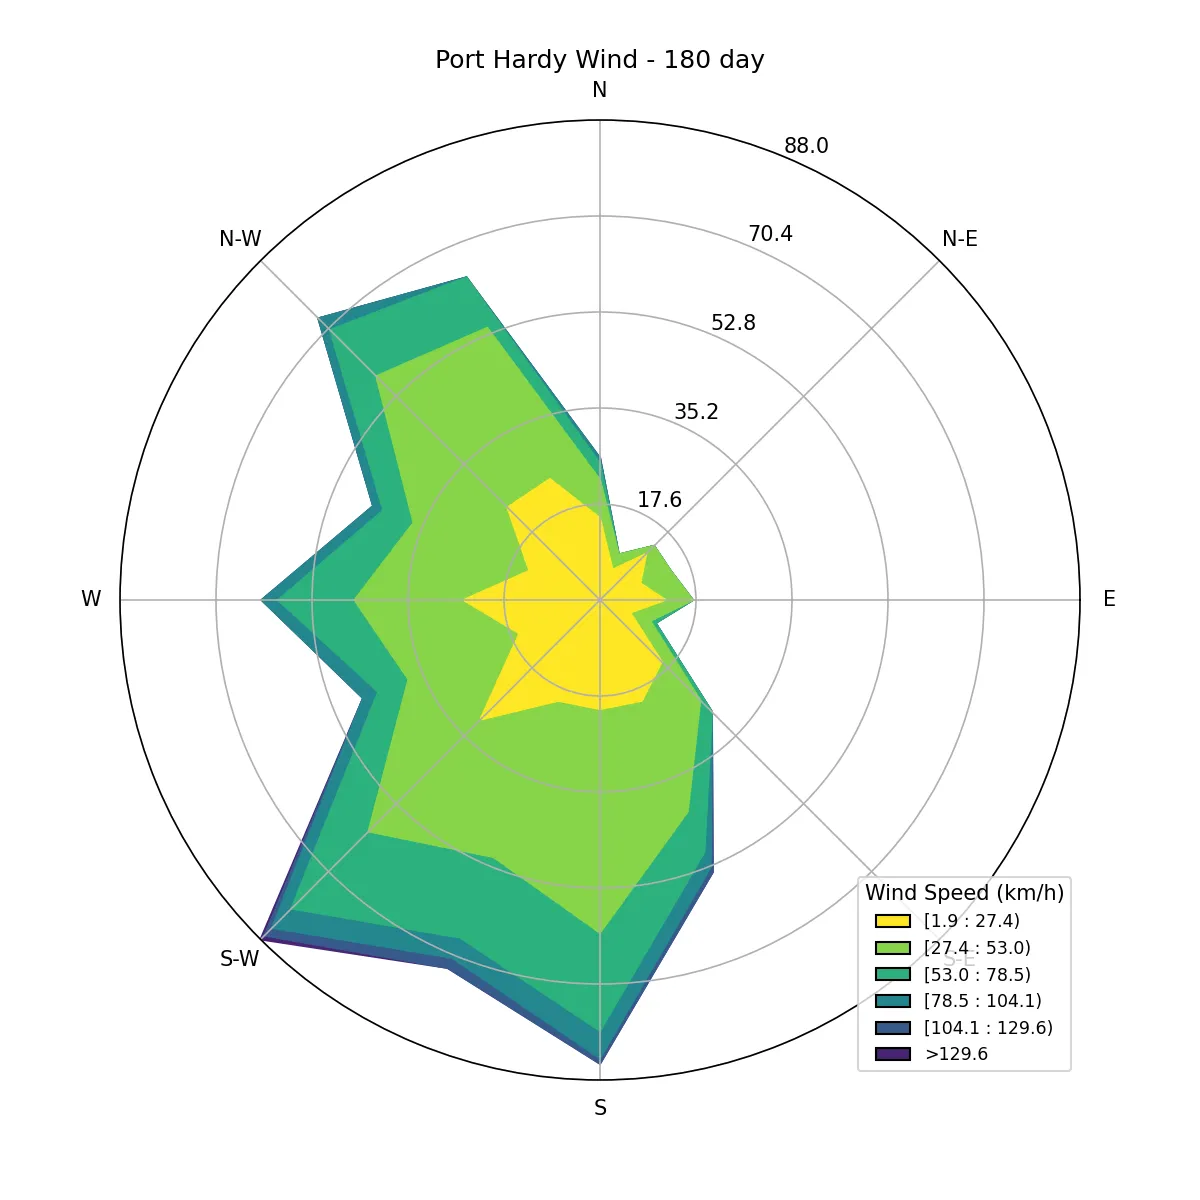 Port Hardy Wind - 180 day
N
88.0
N-W
N-E
70.4
52.8
35.2
17.6
W
E
S-W
S-E
S
Wind Speed (km/h)
[1.9 : 27.4)
[27.4 : 53.0)
[53.0 : 78.5)
[78.5 : 104.1)
[104.1 : 129.6)
>129.6